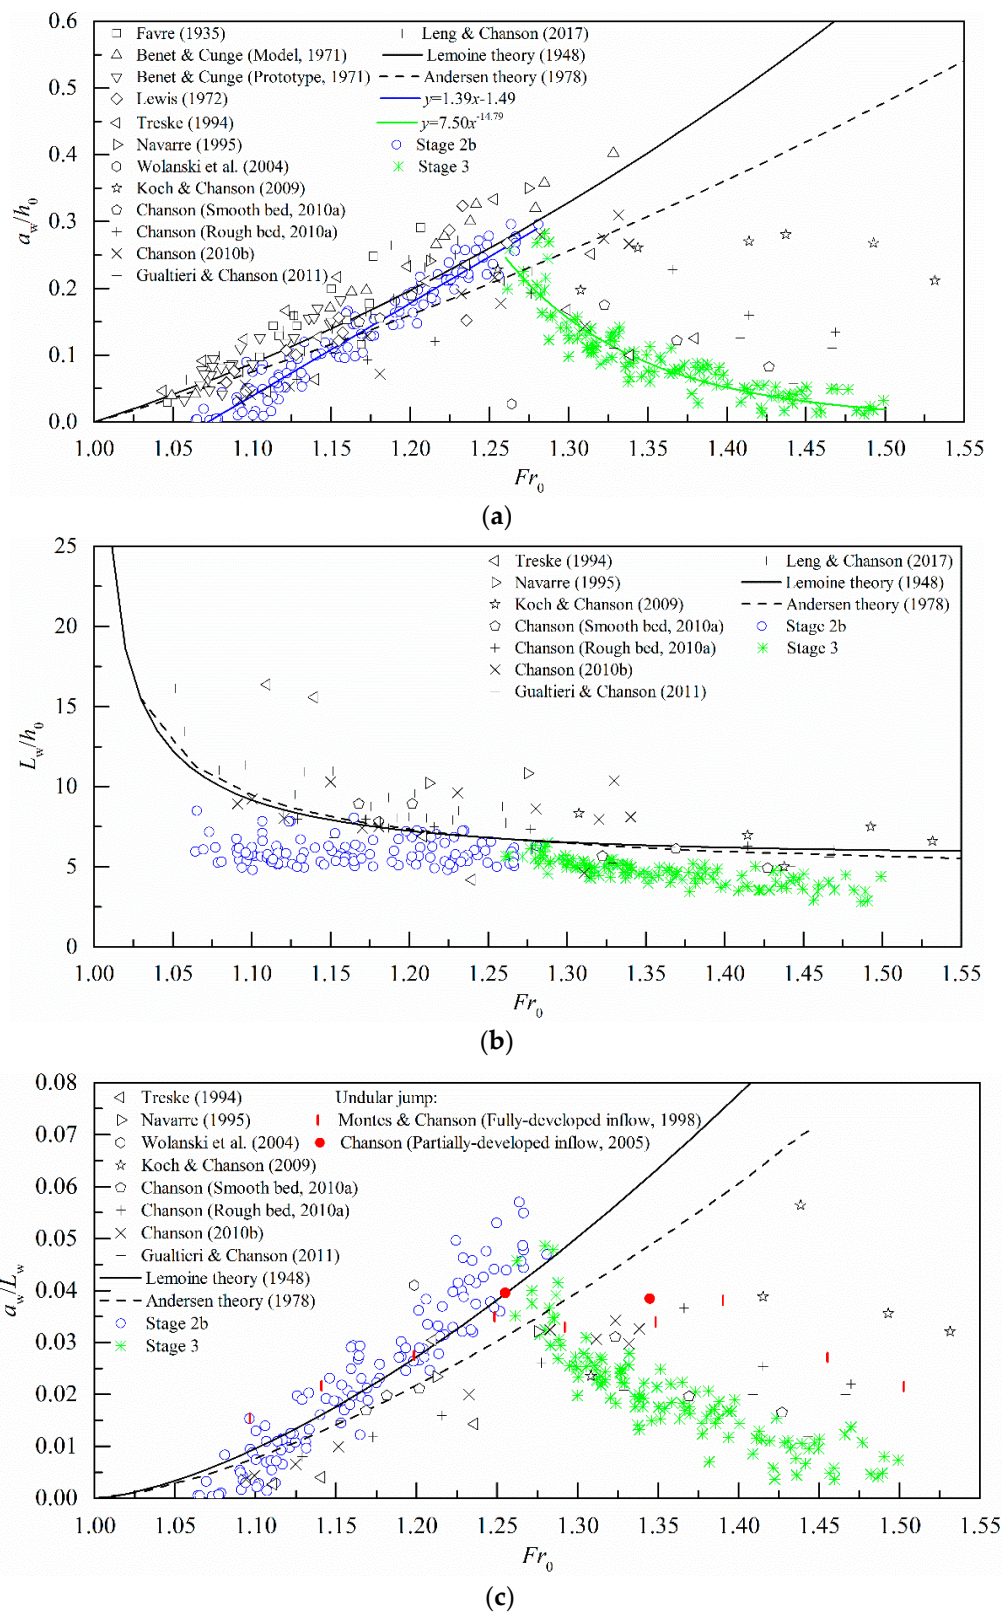 0.6
0.5
0.4
0.3
0.2
0.1
0.0
a_w/h_0
Favre (1935)
Benet & Cunge (Model, 1971)
Benet & Cunge (Prototype, 1971)
Lewis (1972)
Treske (1994)
Navarre (1995)
Wolanski et al. (2004)
Koch & Chanson (2009)
Chanson (Smooth bed, 2010a)
Chanson (Rough bed, 2010a)
Chanson (2010b)
Gualtieri & Chanson (2011)
Leng & Chanson (2017)
Lemoine theory (1948)
Andersen theory (1978)
y=1.39x-1.49
y=7.50x^-14.79
Stage 2b
Stage 3
1.00 1.05 1.10 1.15 1.20 1.25 1.30 1.35 1.40 1.45 1.50 1.55
Fr_0
(a)
25
20
15
10
5
0
L_w/h_0
Treske (1994)
Navarre (1995)
Koch & Chanson (2009)
Chanson (Smooth bed, 2010a)
Chanson (Rough bed, 2010a)
Chanson (2010b)
Gualtieri & Chanson (2011)
Leng & Chanson (2017)
Lemoine theory (1948)
Andersen theory (1978)
Stage 2b
Stage 3
1.00 1.05 1.10 1.15 1.20 1.25 1.30 1.35 1.40 1.45 1.50 1.55
Fr_0
(b)
0.08
0.07
0.06
0.05
0.04
0.03
0.02
0.01
0.00
a_w/L_w
Treske (1994)
Navarre (1995)
Wolanski et al. (2004)
Koch & Chanson (2009)
Chanson (Smooth bed, 2010a)
Chanson (Rough bed, 2010a)
Chanson (2010b)
Gualtieri & Chanson (2011)
Lemoine theory (1948)
Andersen theory (1978)
Stage 2b
Stage 3
Undular jump:
Montes & Chanson (Fully-developed inflow, 1998)
Chanson (Partially-developed inflow, 2005)
1.00 1.05 1.10 1.15 1.20 1.25 1.30 1.35 1.40 1.45 1.50 1.55
Fr_0
(c)